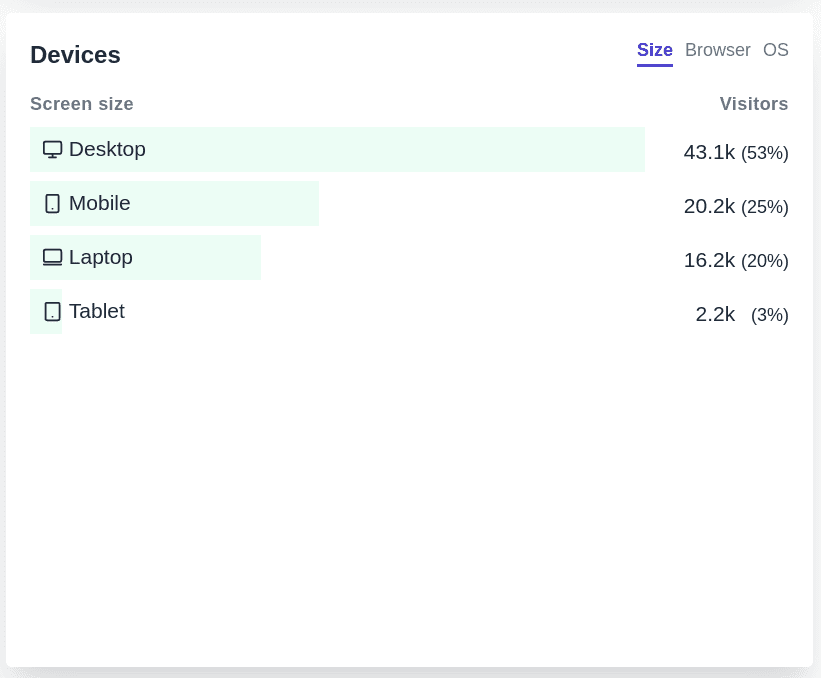 Devices Size Browser OS
Screen size Visitors
Desktop 43.1k (53%)
Mobile 20.2k (25%)
Laptop 16.2k (20%)
Tablet 2.2k (3%)